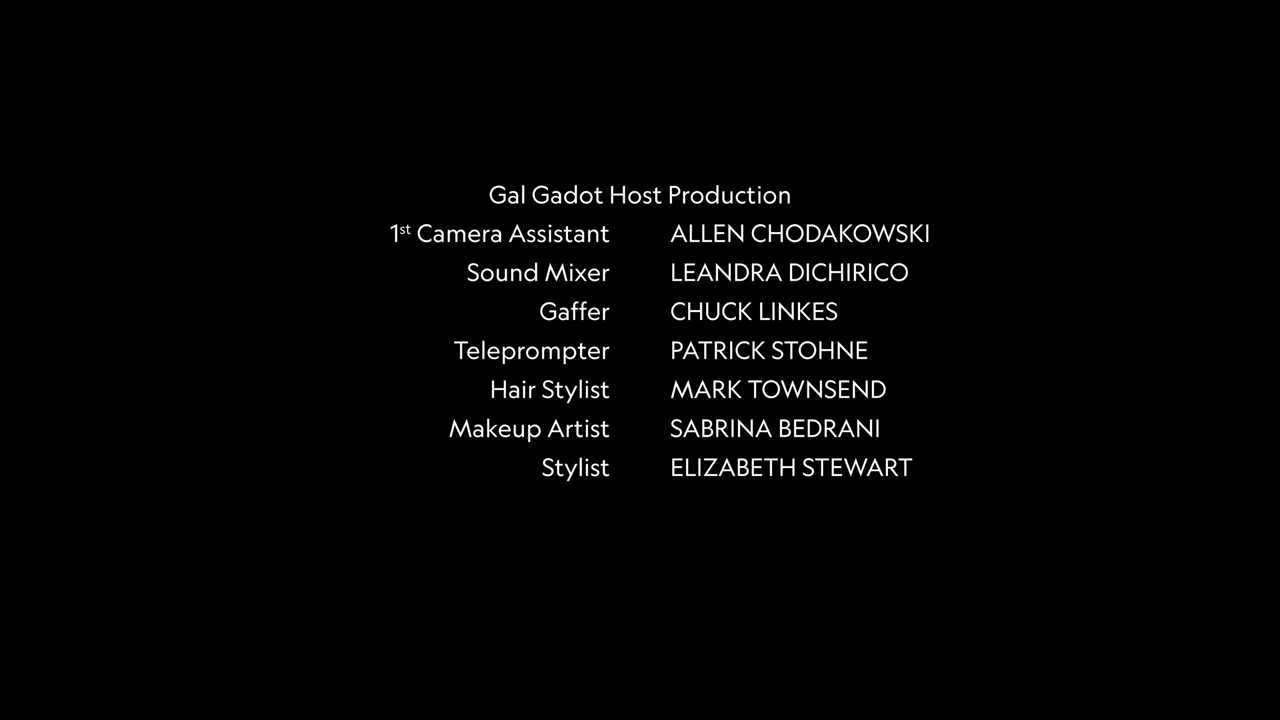 Gal Gadot Host Production
1st Camera Assistant ALLEN CHODAKOWSKI
Sound Mixer LEANDRA DICHIRICO
Gaffer CHUCK LINKES
Teleprompter PATRICK STOHNE
Hair Stylist MARK TOWNSEND
Makeup Artist SABRINA BEDRANI
Stylist ELIZABETH STEWART